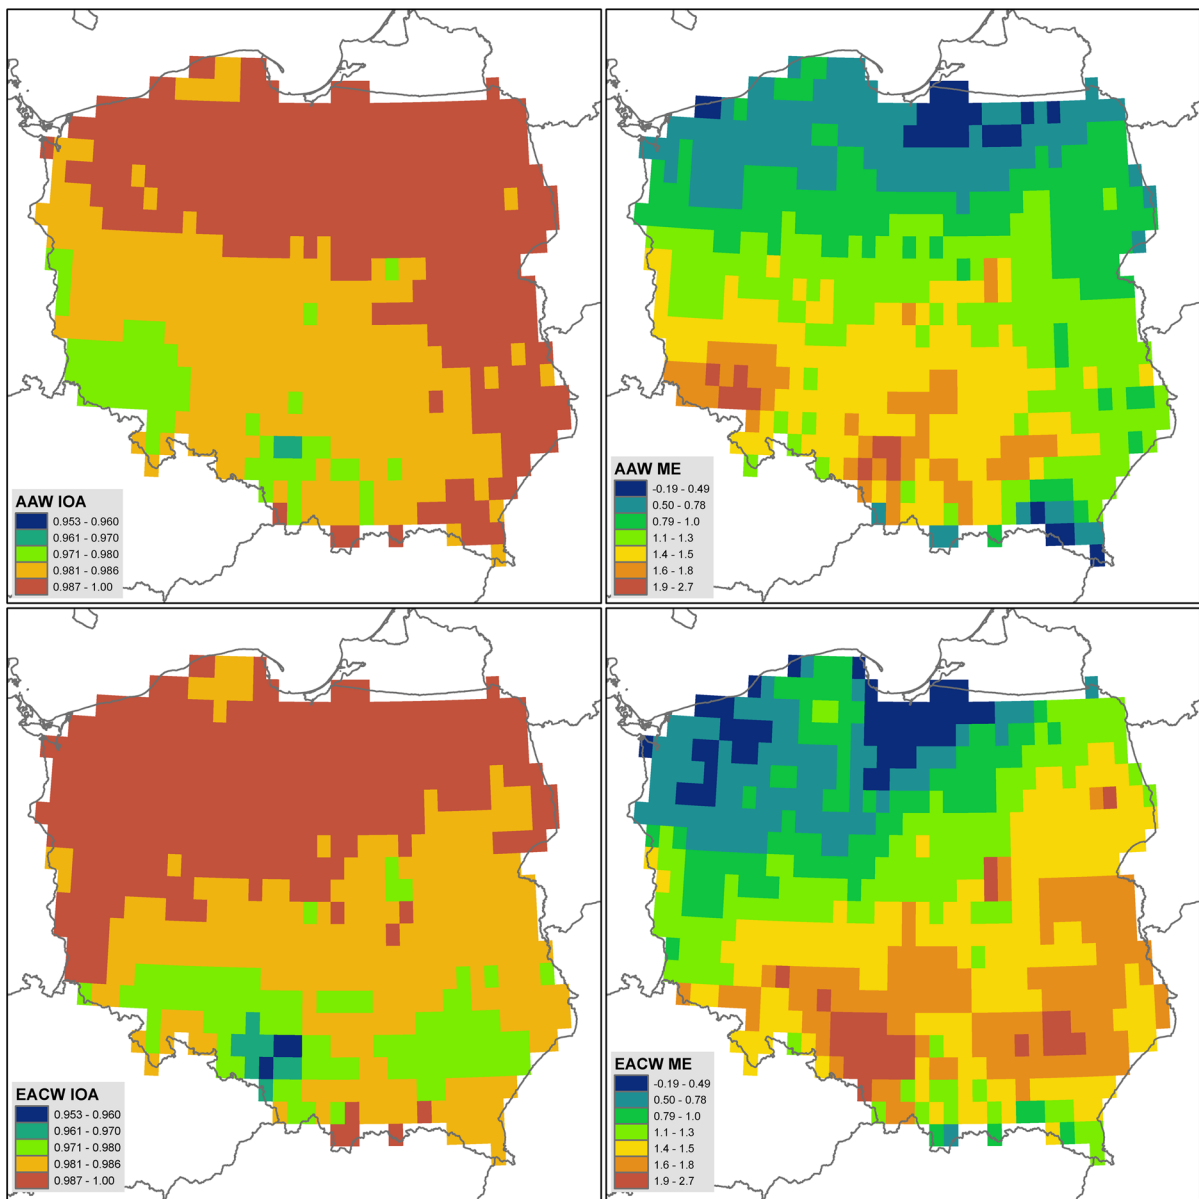 AAW IOA
0.953 - 0.960
0.961 - 0.970
0.971 - 0.980
0.981 - 0.986
0.987 - 1.00
AAW ME
-0.19 - 0.49
0.50 - 0.78
0.79 - 1.0
1.1 - 1.3
1.4 - 1.5
1.6 - 1.8
1.9 - 2.7
EACW IOA
0.953 - 0.960
0.961 - 0.970
0.971 - 0.980
0.981 - 0.986
0.987 - 1.00
EACW ME
-0.19 - 0.49
0.50 - 0.78
0.79 - 1.0
1.1 - 1.3
1.4 - 1.5
1.6 - 1.8
1.9 - 2.7